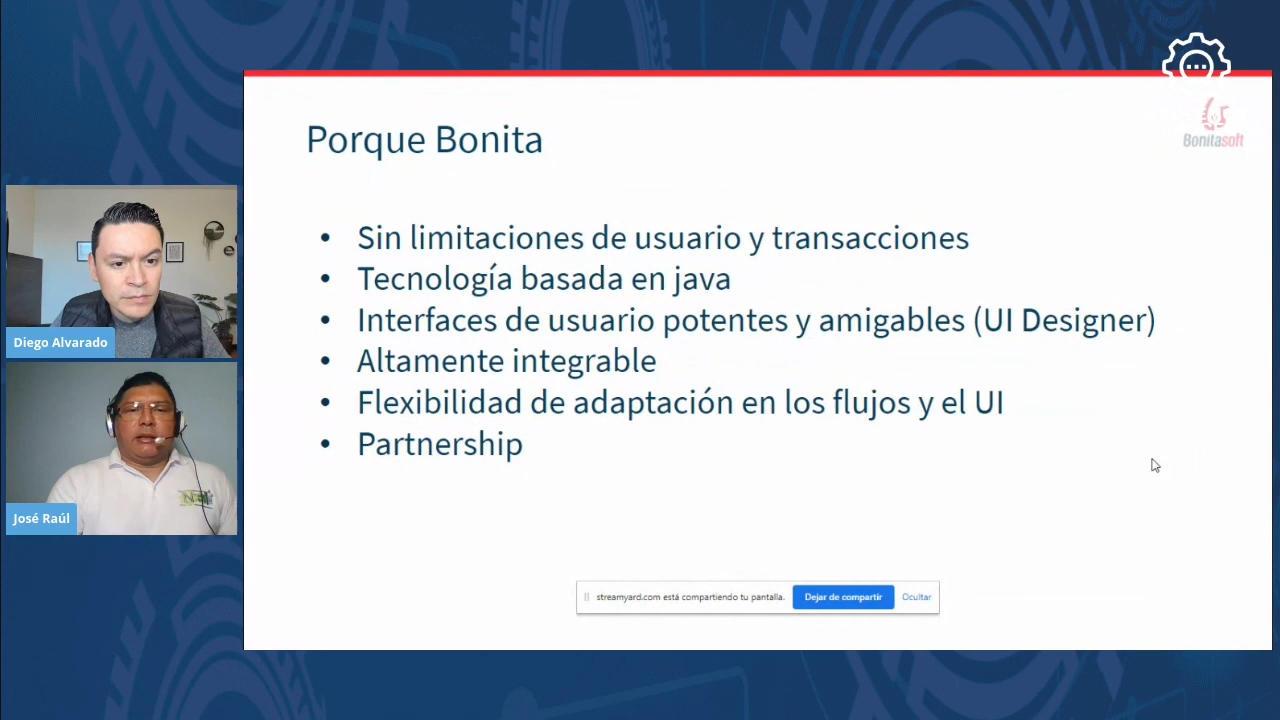 Bonitasoft
Porque Bonita
• Sin limitaciones de usuario y transacciones
• Tecnología basada en java
• Interfaces de usuario potentes y amigables (UI Designer)
• Altamente integrable
• Flexibilidad de adaptación en los flujos y el UI
• Partnership
Diego Alvarado
José Raúl
streamyard.com está compartiendo tu pantalla.
Dejar de compartir
Ocultar